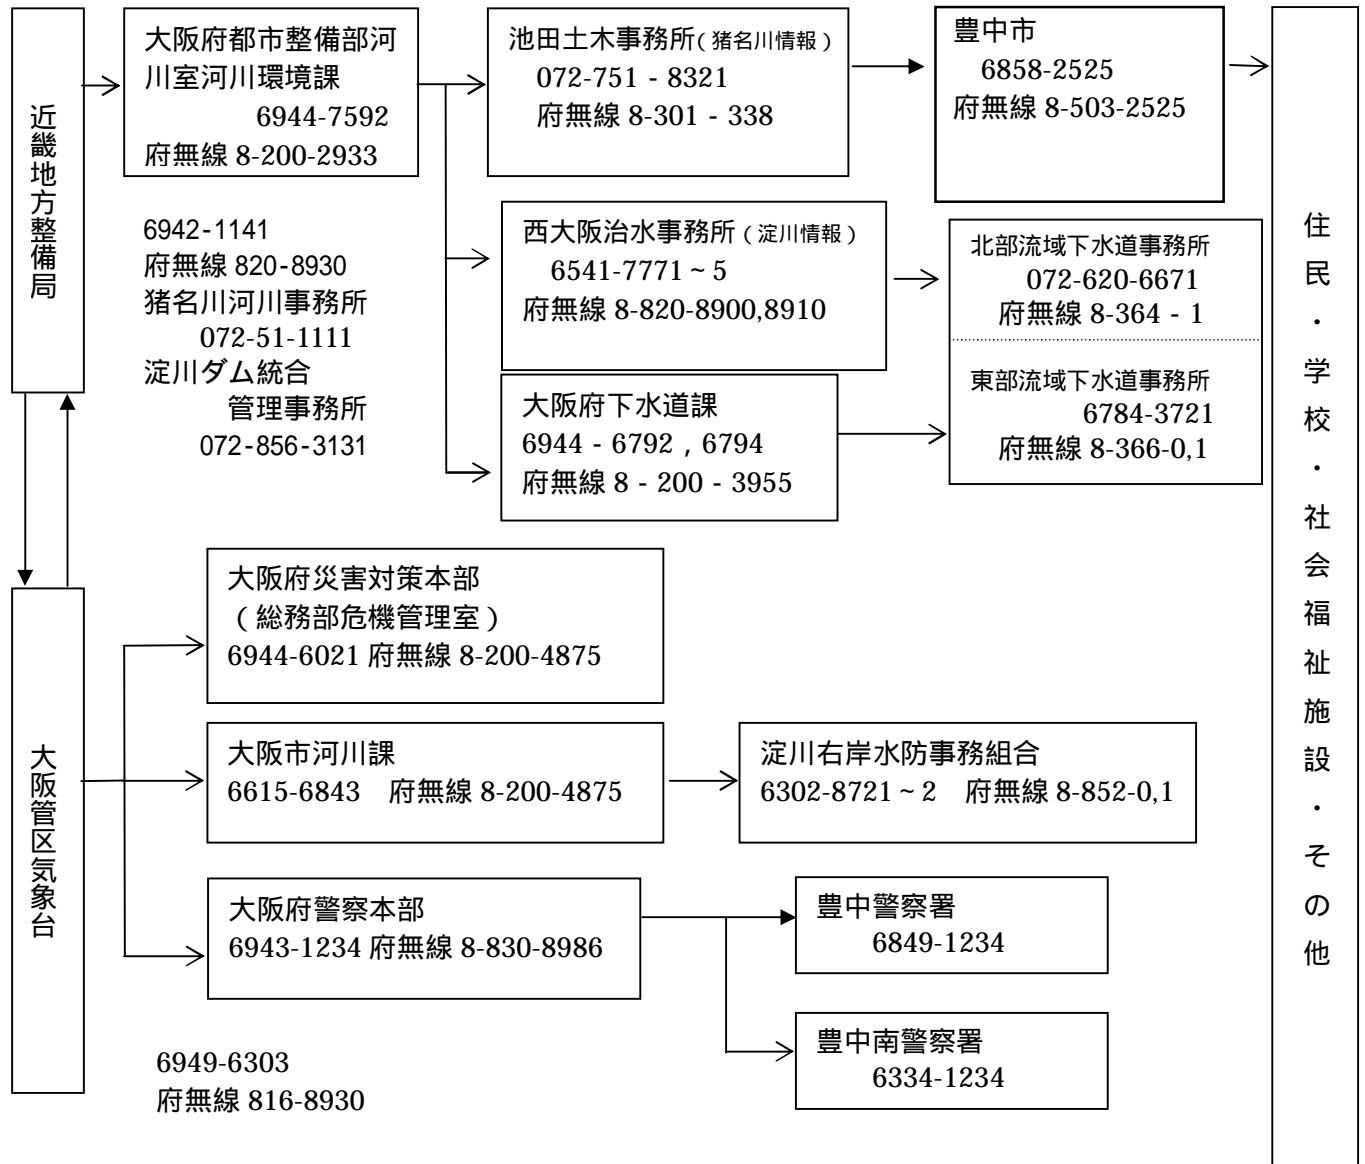 近畿地方整備局
大阪府都市整備部河
川室河川環境課
6944-7592
府無線 8-200-2933
池田土木事務所(猪名川情報)
072-751 - 8321
府無線 8-301 - 338
豊中市
6858-2525
府無線 8-503-2525
住民・学校・社会福祉施設・その他
6942-1141
府無線 820-8930
猪名川河川事務所
072-51-1111
淀川ダム統合
管理事務所
072-856-3131
西大阪治水事務所(淀川情報)
6541-7771~5
府無線 8-820-8900,8910
北部流域下水道事務所
072-620-6671
府無線 8-364 - 1
大阪府下水道課
6944 - 6792 , 6794
府無線 8 - 200 - 3955
東部流域下水道事務所
6784-3721
府無線 8-366-0,1
大阪管区気象台
大阪府災害対策本部
(総務部危機管理室)
6944-6021 府無線 8-200-4875
大阪市河川課
6615-6843 府無線 8-200-4875
淀川右岸水防事務組合
6302-8721~2 府無線 8-852-0,1
大阪府警察本部
6943-1234 府無線 8-830-8986
豊中警察署
6849-1234
豊中南警察署
6334-1234
6949-6303
府無線 816-8930